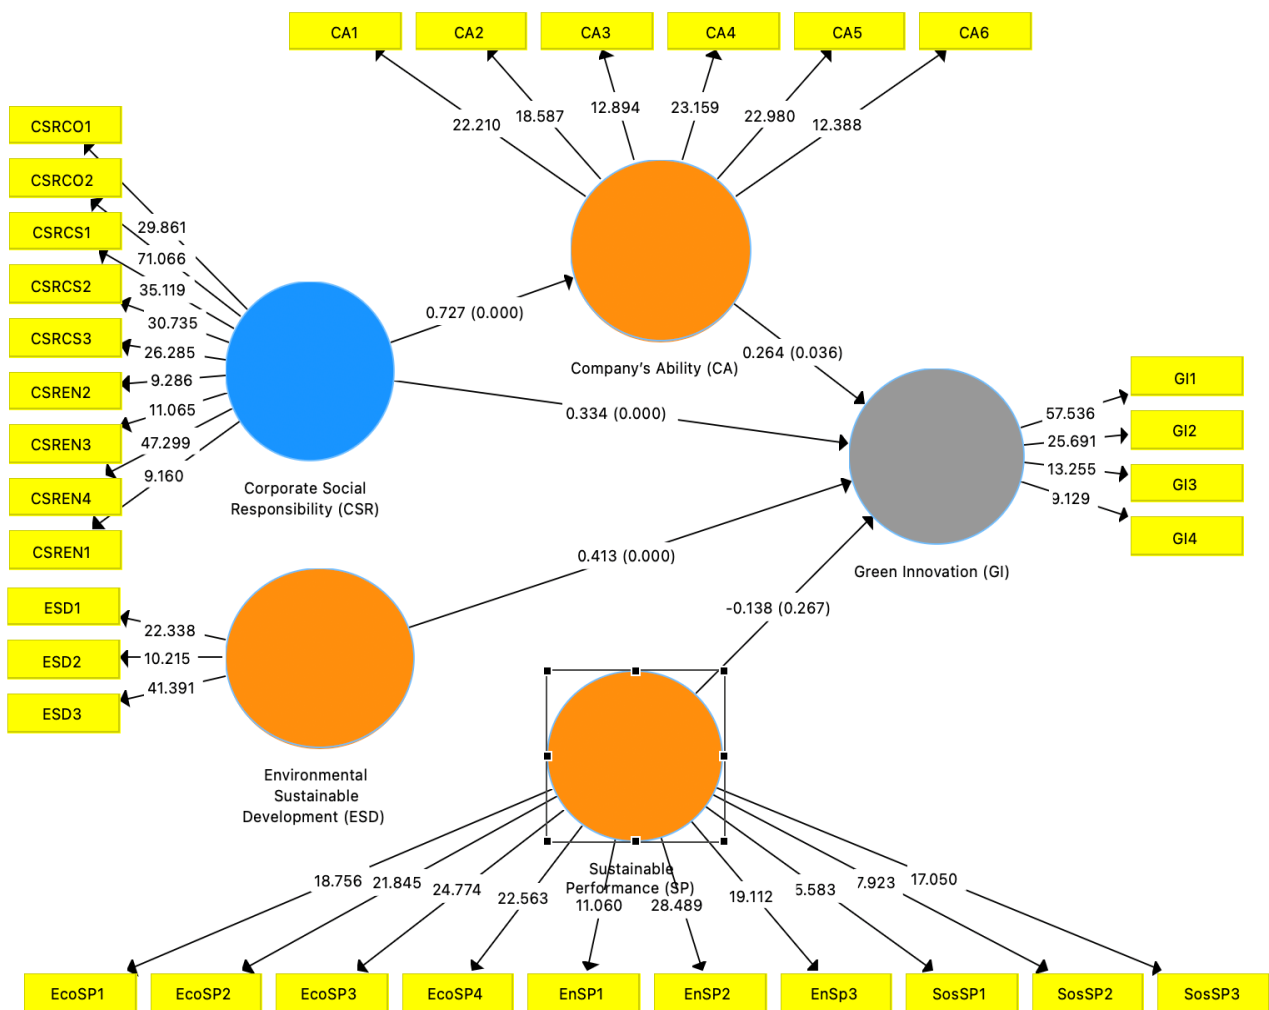 CA1 CA2 CA3 CA4 CA5 CA6
22.210 18.587 12.894 23.159 22.980 12.388
CSRCO1
CSRCO2
CSRCS1
CSRCS2
CSRCS3
CSREN2
CSREN3
CSREN4
CSREN1
29.861
71.066
35.119
30.735
26.285
9.286
11.065
47.299
9.160
Corporate Social
Responsibility (CSR)
0.727 (0.000)
Company's Ability (CA)
0.264 (0.036)
0.334 (0.000)
GI1
GI2
GI3
GI4
57.536
25.691
13.255
9.129
Green Innovation (GI)
0.413 (0.000)
-0.138 (0.267)
ESD1
ESD2
ESD3
22.338
10.215
41.391
Environmental
Sustainable
Development (ESD)
Sustainable
Performance (SP)
18.756 21.845 24.774 22.563 11.060 28.489 19.112 5.583 7.923 17.050
EcoSP1 EcoSP2 EcoSP3 EcoSP4 EnSP1 EnSP2 EnSp3 SosSP1 SosSP2 SosSP3